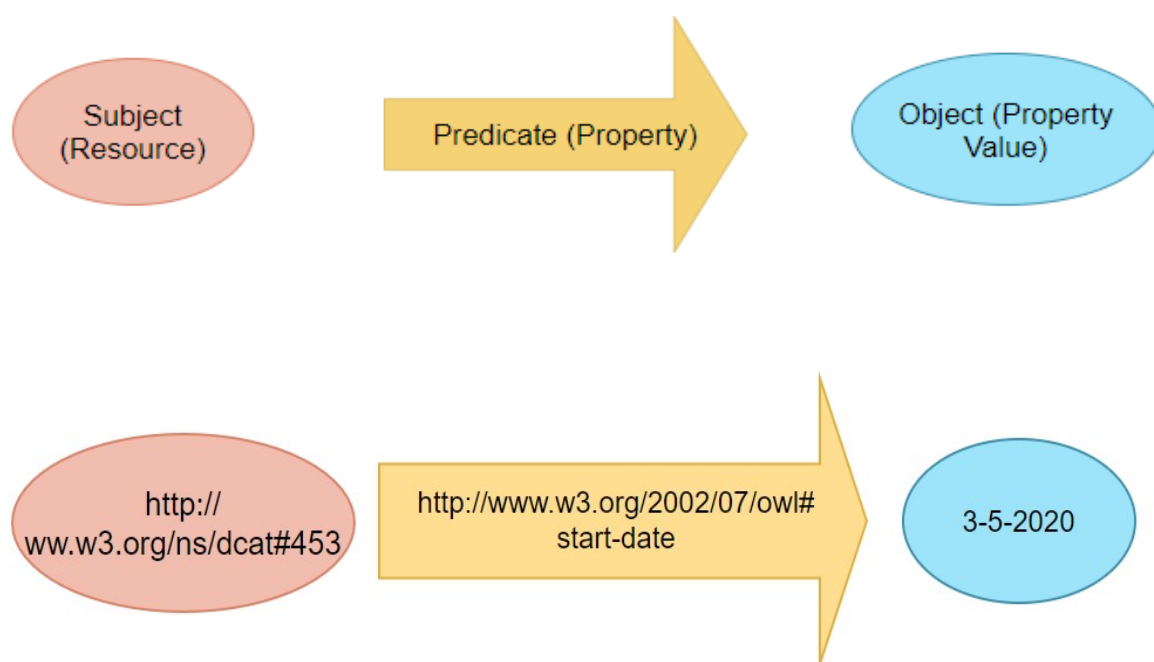 Subject
(Resource)
Predicate (Property)
Object (Property
Value)
http://
ww.w3.org/ns/dcat#453
http://www.w3.org/2002/07/owl#
start-date
3-5-2020